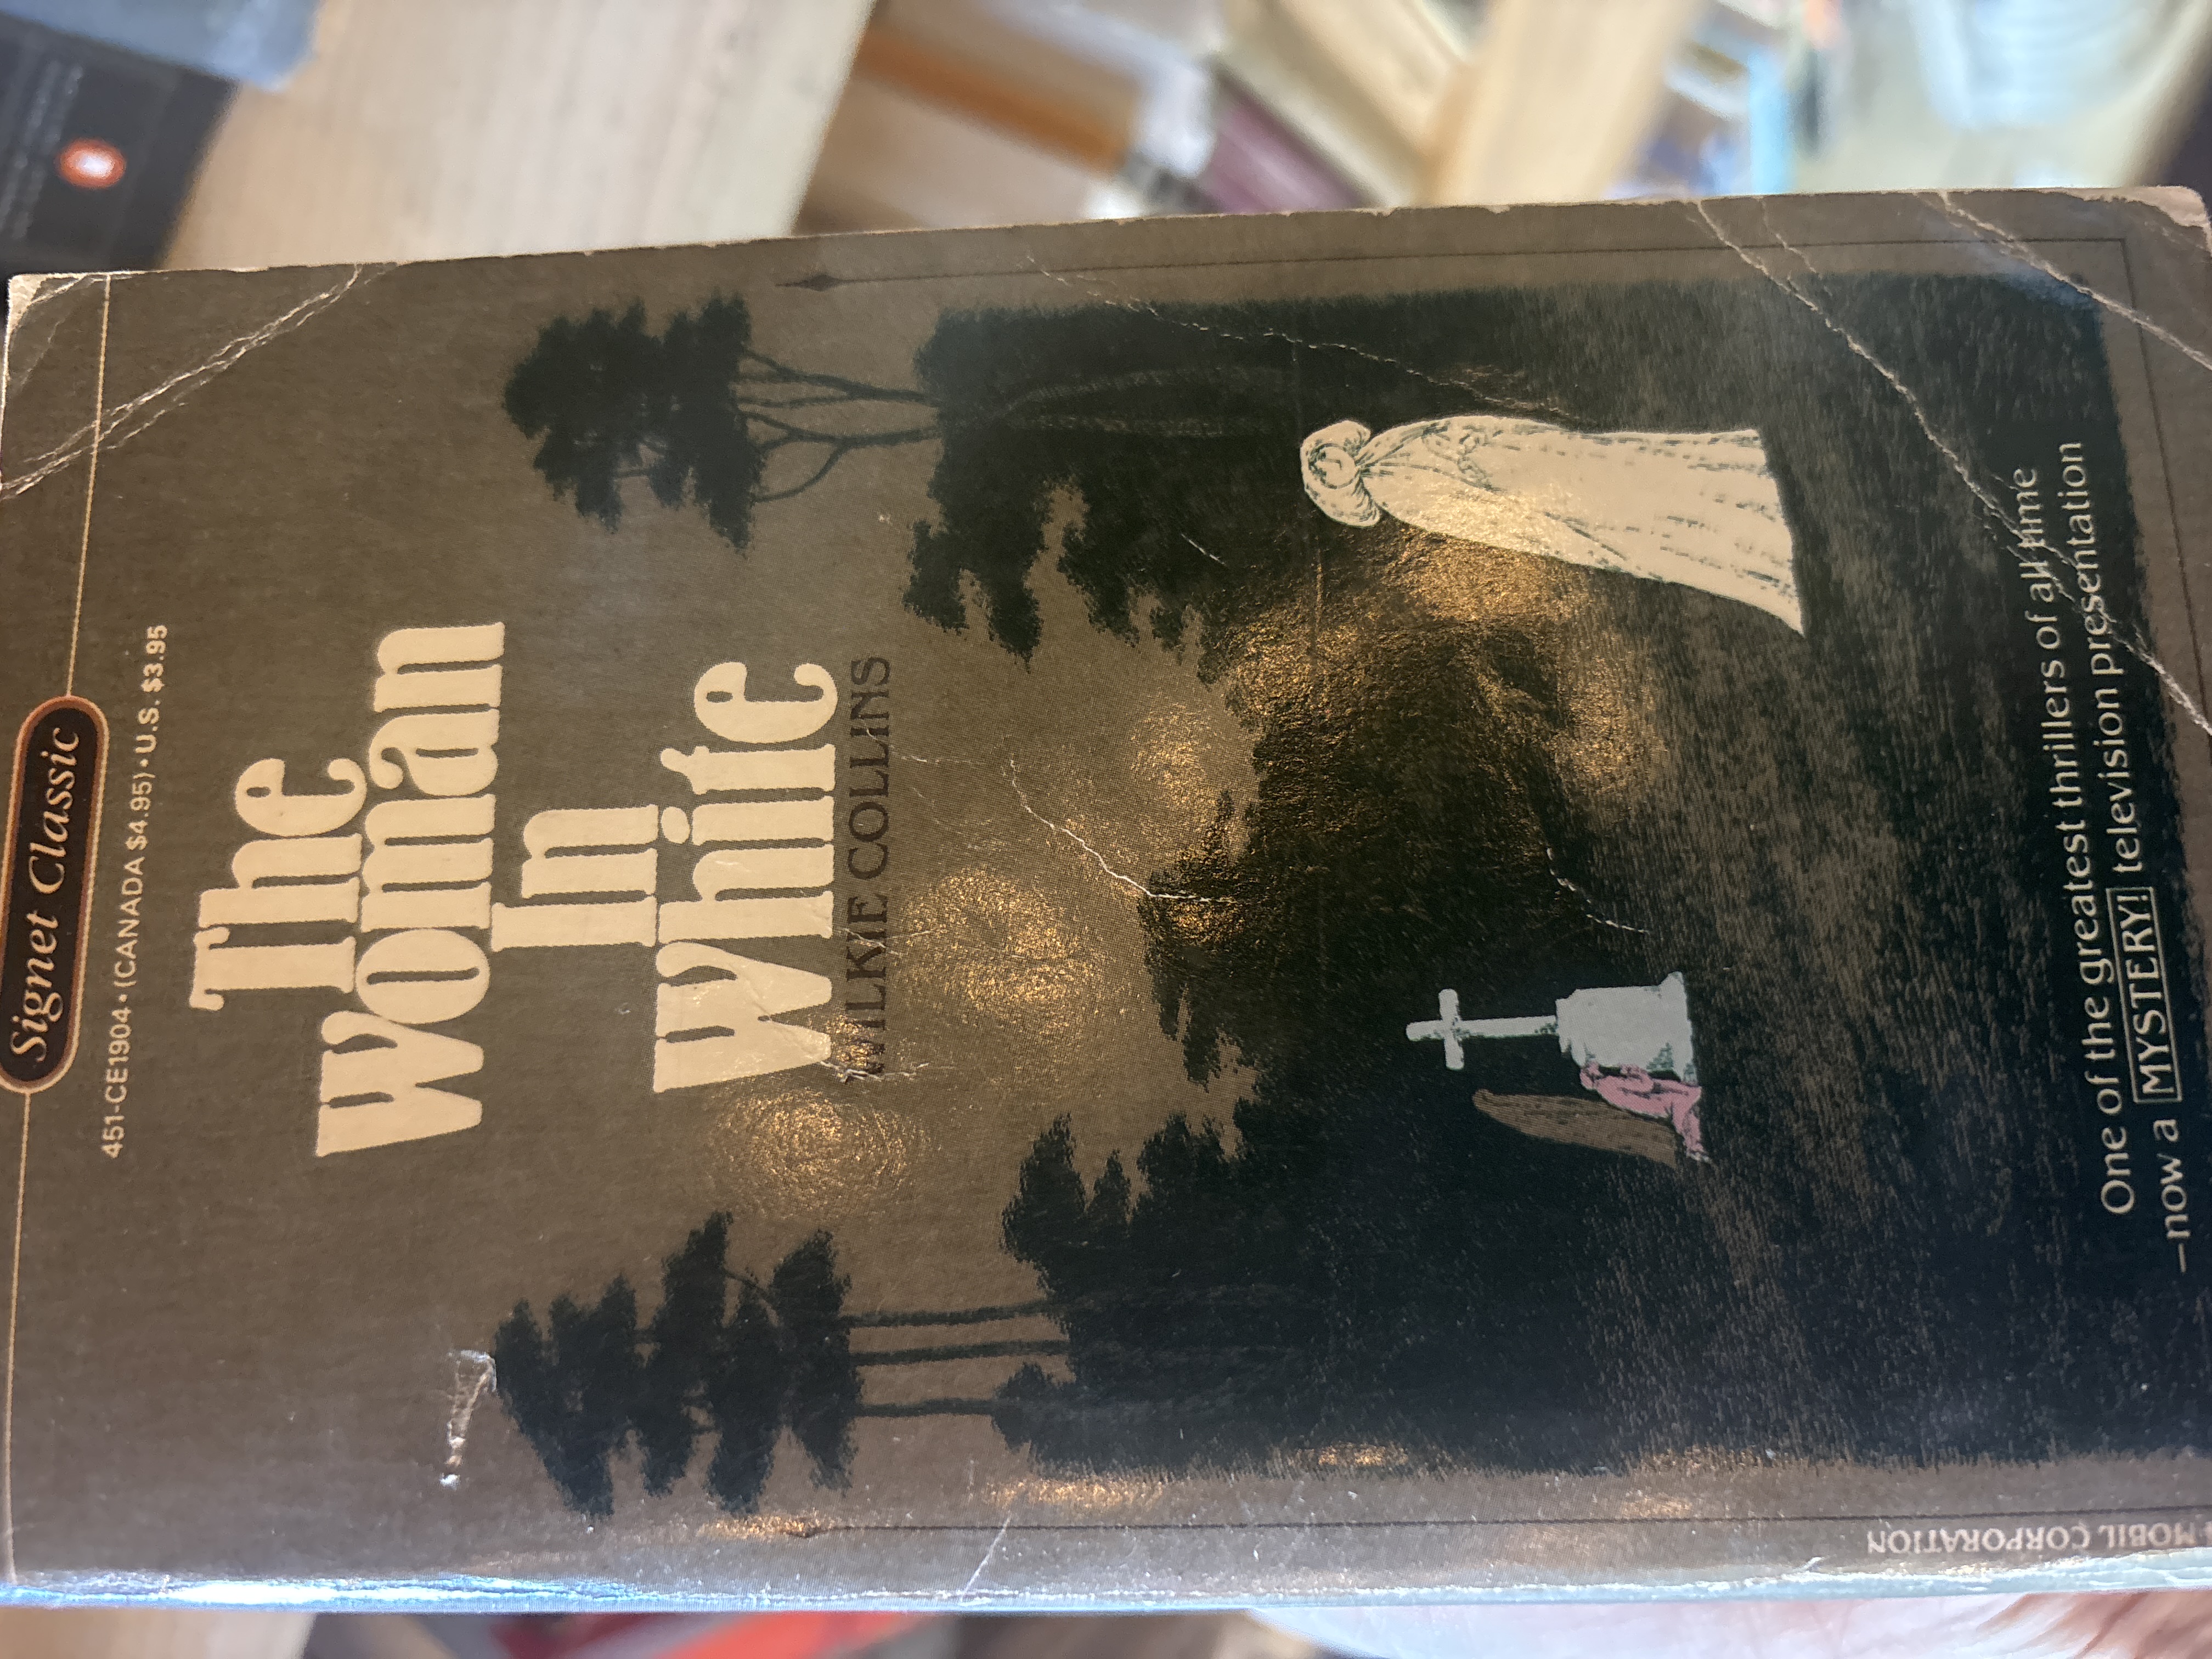 Signet Classic
451-CE1904 • (CANADA $4.95) • U.S. $3.95
The
woman
In
white
WILKIE COLLINS
One of the greatest thrillers of all time
—now a MYSTERY! television presentation
MOBIL CORPORATION